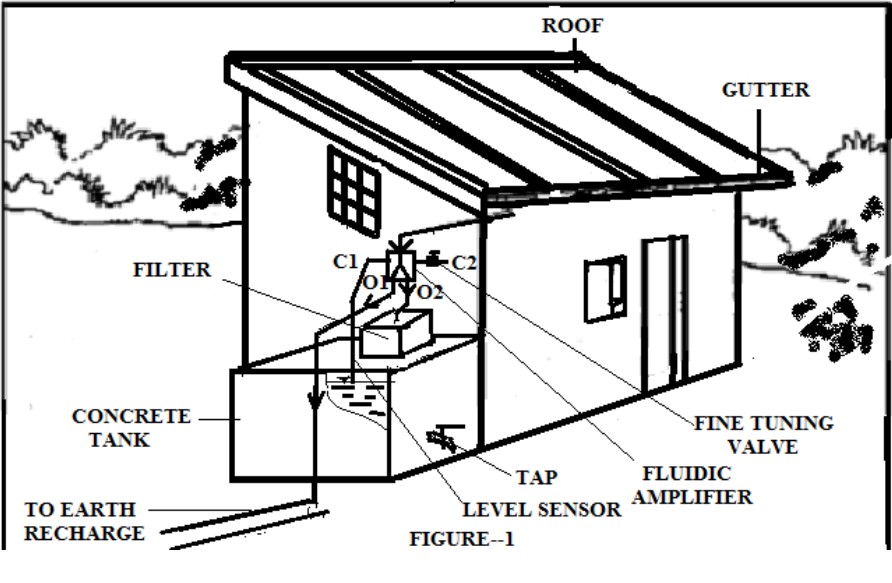 ROOF
GUTTER
C1
C2
FILTER
O1
O2
CONCRETE
TANK
FINE TUNING
VALVE
TAP
FLUIDIC
AMPLIFIER
LEVEL SENSOR
TO EARTH
RECHARGE
FIGURE--1